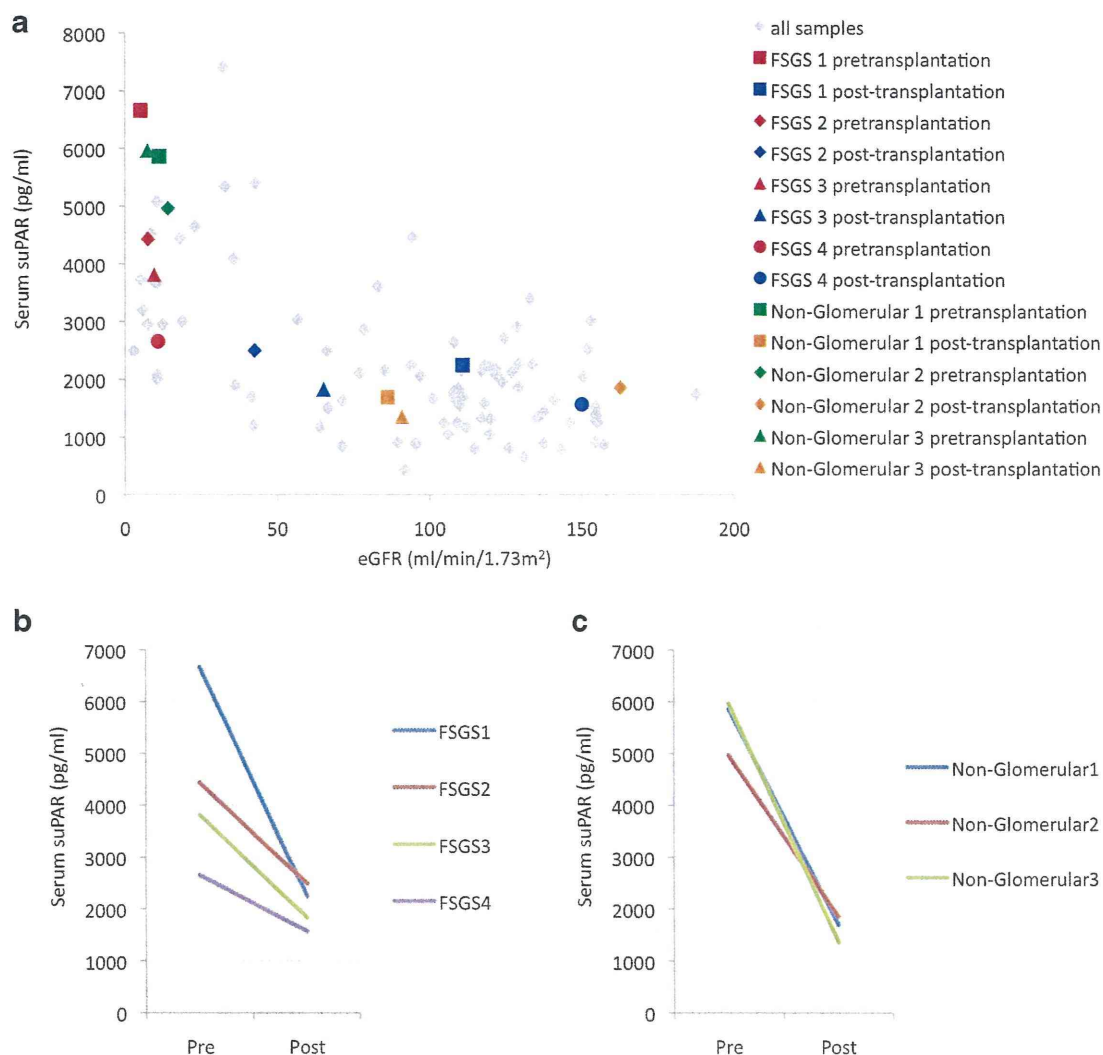 a
8000
7000
6000
5000
4000
3000
2000
1000
0
Serum suPAR (pg/ml)
0 50 100 150 200
eGFR (ml/min/1.73m²)
all samples
FSGS 1 pretransplantation
FSGS 1 post-transplantation
FSGS 2 pretransplantation
FSGS 2 post-transplantation
FSGS 3 pretransplantation
FSGS 3 post-transplantation
FSGS 4 pretransplantation
FSGS 4 post-transplantation
Non-Glomerular 1 pretransplantation
Non-Glomerular 1 post-transplantation
Non-Glomerular 2 pretransplantation
Non-Glomerular 2 post-transplantation
Non-Glomerular 3 pretransplantation
Non-Glomerular 3 post-transplantation
b
7000
6000
5000
4000
3000
2000
1000
0
Serum suPAR (pg/ml)
Pre Post
FSGS1
FSGS2
FSGS3
FSGS4
c
7000
6000
5000
4000
3000
2000
1000
0
Serum suPAR (pg/ml)
Pre Post
Non-Glomerular1
Non-Glomerular2
Non-Glomerular3